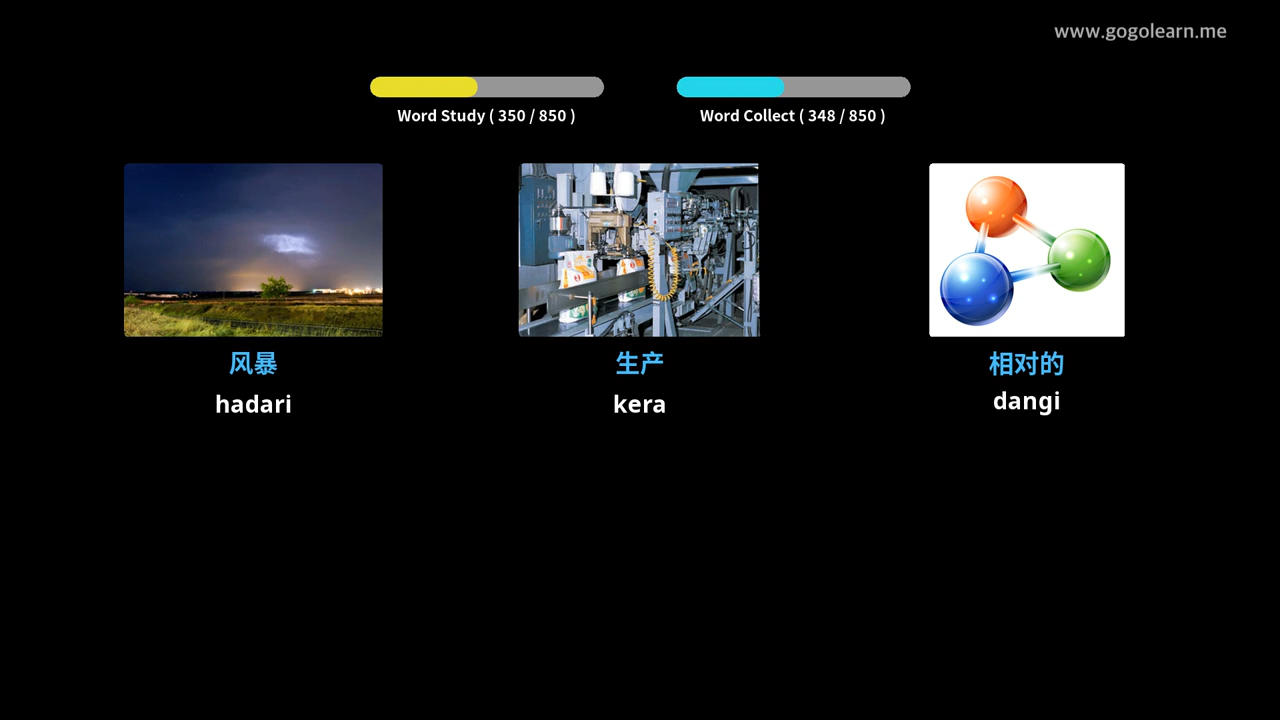 www.gogolearn.me
Word Study ( 350 / 850 )
Word Collect ( 348 / 850 )
风暴
hadari
生产
kera
相对的
dangi